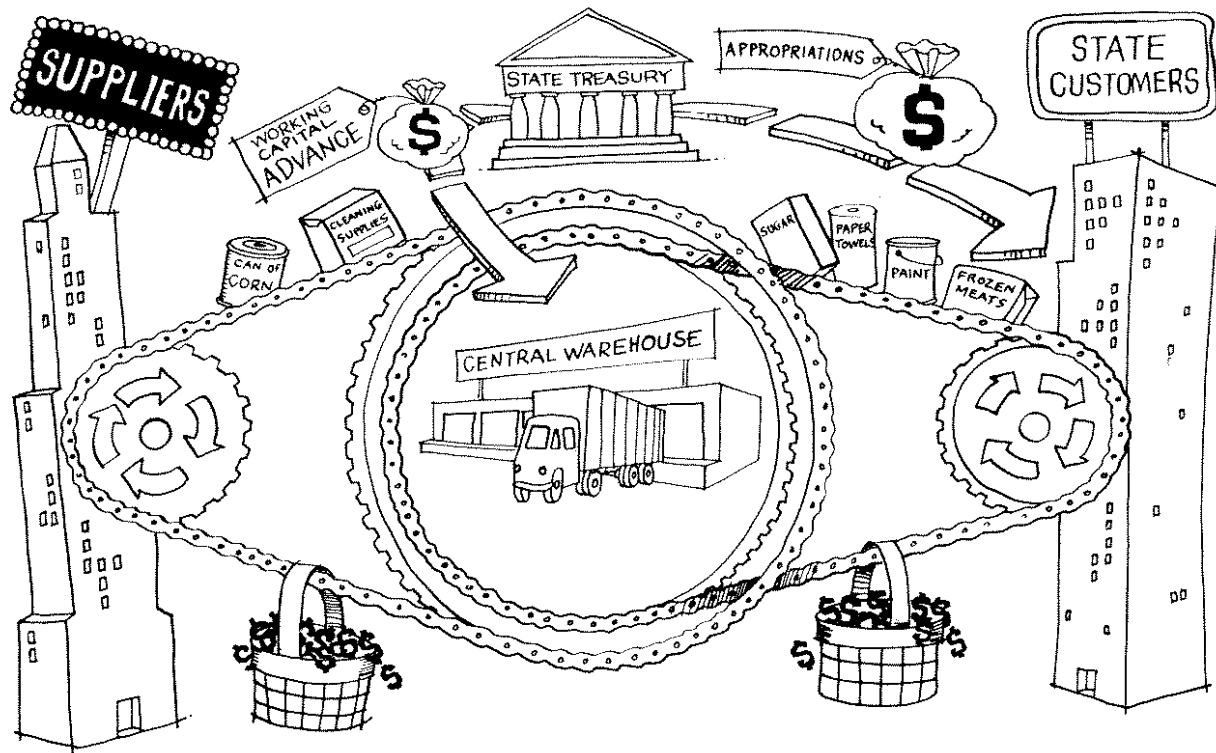 SUPPLIERS
WORKING
CAPITAL
ADVANCE
$
STATE TREASURY
APPROPRIATIONS
$
STATE
CUSTOMERS
CAN OF
CORN
CLEANING
SUPPLIES
SUGAR
PAPER
TOWELS
PAINT
FROZEN
MEATS
CENTRAL WAREHOUSE